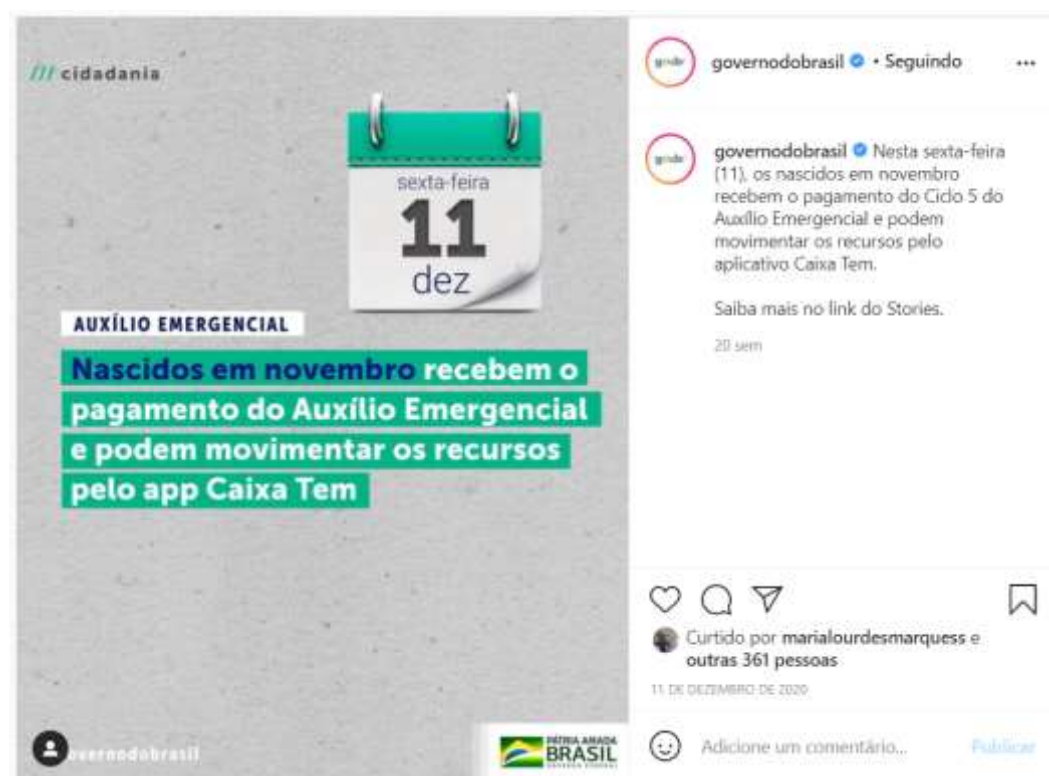 cidadania
sexta-feira
11
dez
AUXÍLIO EMERGENCIAL
Nascidos em novembro recebem o
pagamento do Auxílio Emergencial
e podem movimentar os recursos
pelo app Caixa Tem
overnodobrasil
PÁTRIA AMADA
BRASIL
GOVERNO FEDERAL
governodobrasil • Seguindo
governodobrasil Nesta sexta-feira
(11), os nascidos em novembro
recebem o pagamento do Ciclo 5 do
Auxílio Emergencial e podem
movimentar os recursos pelo
aplicativo Caixa Tem.
Saiba mais no link do Stories.
20 sem
Curtido por marialourdesmarquess e
outras 361 pessoas
11 DE DEZEMBRO DE 2020
Adicione um comentário... Publicar